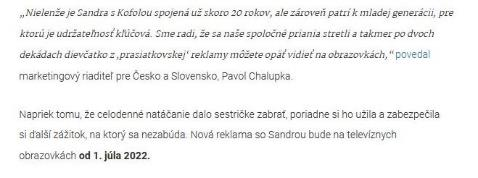 „Nielenže je Sandra s Kofolou spojená už skoro 20 rokov, ale zároveň patrí k mladej generácii, pre
ktorú je udržateľnosť kľúčová. Sme radi, že sa naše spoločné priania stretli a takmer po dvoch
dekádach dievčatko z ‚prasiatkovskej‘ reklamy môžete opäť vidieť na obrazovkách,“ povedal
marketingový riaditeľ pre Česko a Slovensko, Pavol Chalupka.
Napriek tomu, že celodenné natáčanie dalo sestričke zabrať, poriadne si ho užila a zabezpečila
si ďalší zážitok, na ktorý sa nezabúda. Nová reklama so Sandrou bude na televíznych
obrazovkách od 1. júla 2022.